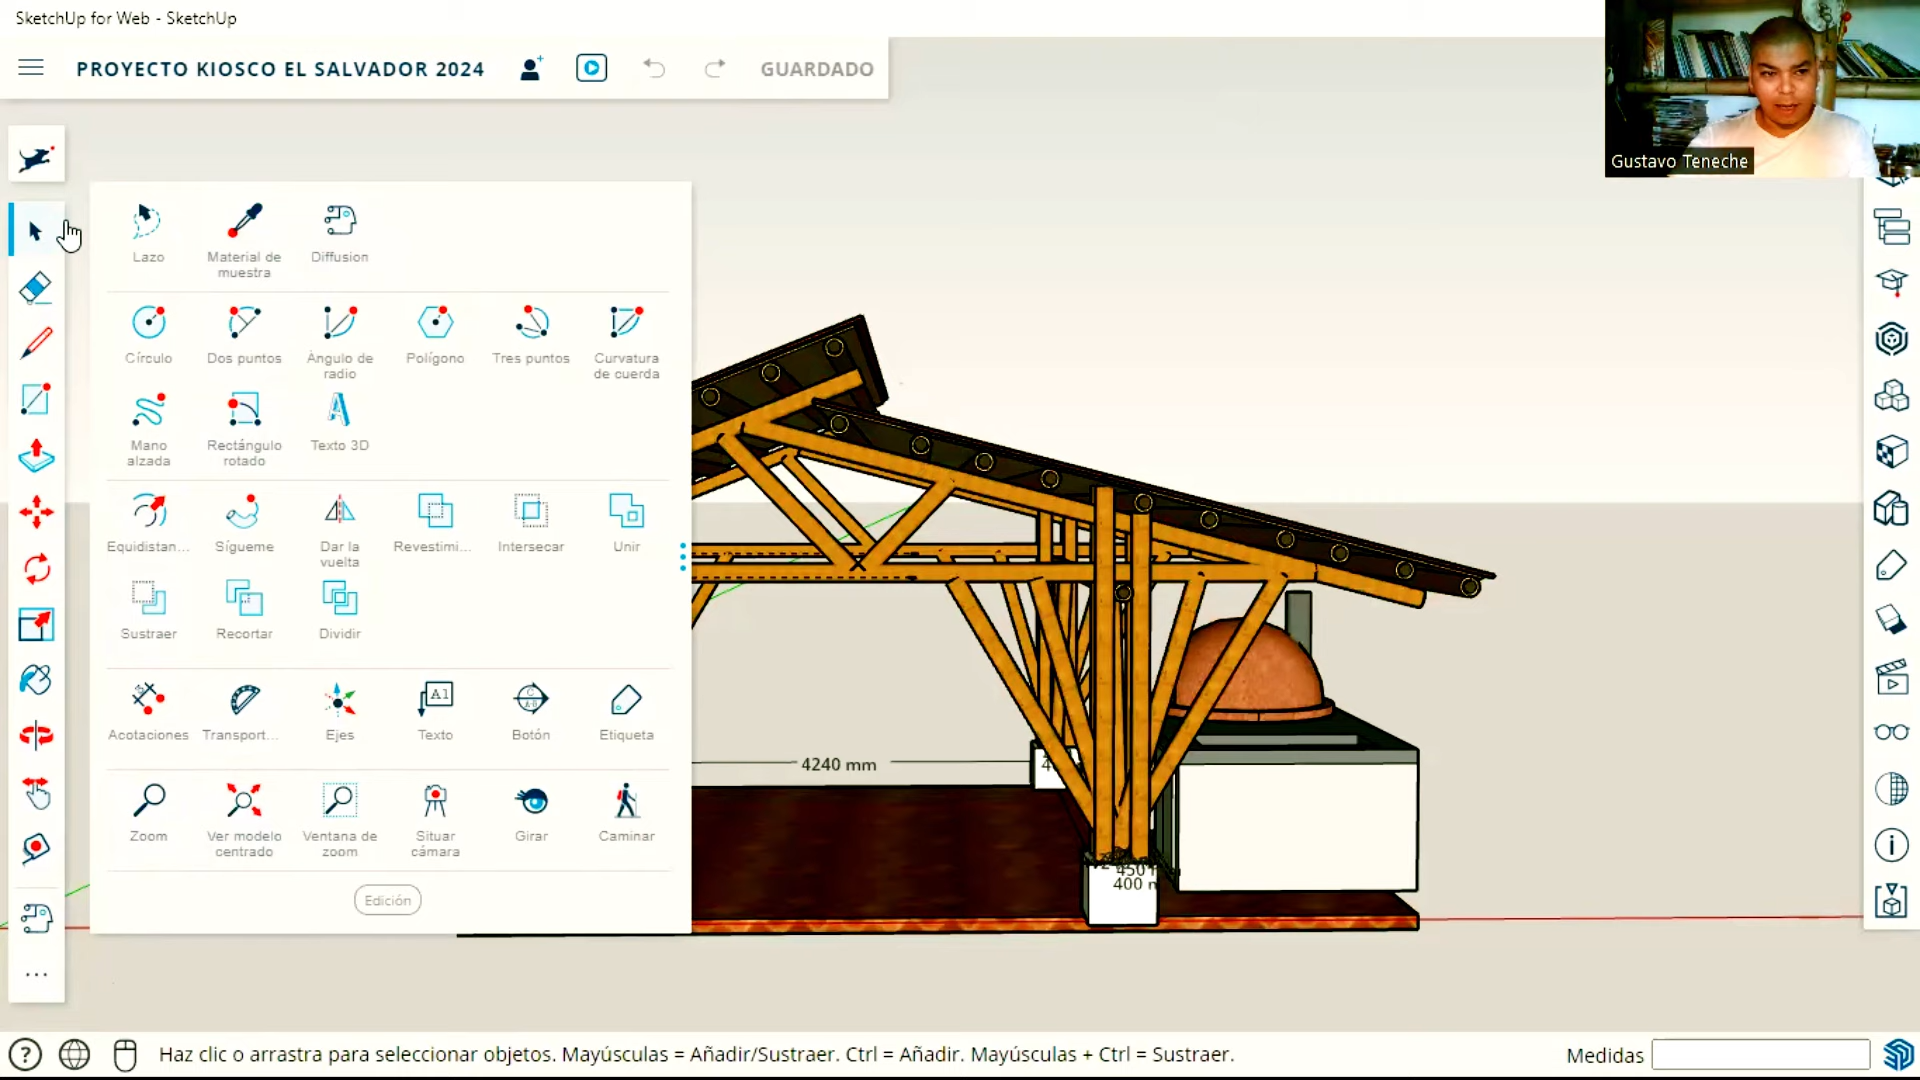 SketchUp for Web - SketchUp
PROYECTO KIOSCO EL SALVADOR 2024
GUARDADO
Gustavo Teneche
Lazo
Material de
muestra
Diffusion
Círculo
Dos puntos
Ángulo de
radio
Polígono
Tres puntos
Curvatura
de cuerda
Mano
alzada
Rectángulo
rotado
Texto 3D
Equidistan...
Sígueme
Dar la
vuelta
Revestimi...
Intersecar
Unir
Sustraer
Recortar
Dividir
Acotaciones
Transport...
Ejes
Texto
Botón
Etiqueta
Zoom
Ver modelo
centrado
Ventana de
zoom
Situar
cámara
Girar
Caminar
Edición
4240 mm
400
Haz clic o arrastra para seleccionar objetos. Mayúsculas = Añadir/Sustraer. Ctrl = Añadir. Mayúsculas + Ctrl = Sustraer.
Medidas